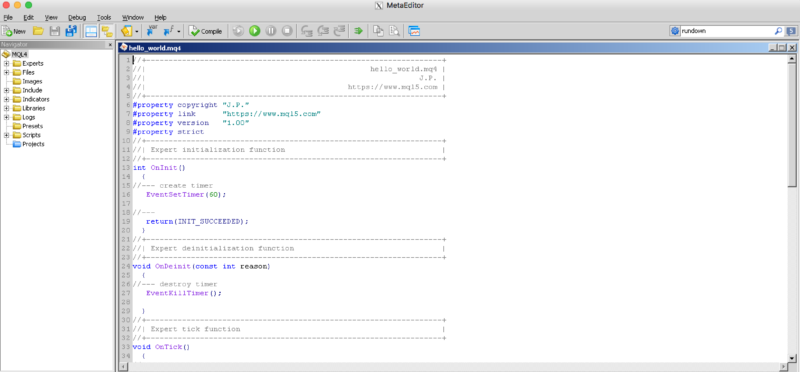 MetaEditor
File Edit View Debug Tools Window Help
New Compile rundown
Navigator
MQL4
Experts
Files
Images
Include
Indicators
Libraries
Logs
Presets
Scripts
Projects
hello_world.mq4
1 //+------------------------------------------------------------------+
2 //| hello_world.mq4 |
3 //| J.P. |
4 //| https://www.mql5.com |
5 //+------------------------------------------------------------------+
6 #property copyright "J.P."
7 #property link "https://www.mql5.com"
8 #property version "1.00"
9 #property strict
10 //+------------------------------------------------------------------+
11 //| Expert initialization function |
12 //+------------------------------------------------------------------+
13 int OnInit()
14 {
15 //--- create timer
16 EventSetTimer(60);
17
18 //---
19 return(INIT_SUCCEEDED);
20 }
21 //+------------------------------------------------------------------+
22 //| Expert deinitialization function |
23 //+------------------------------------------------------------------+
24 void OnDeinit(const int reason)
25 {
26 //--- destroy timer
27 EventKillTimer();
28
29 }
30 //+------------------------------------------------------------------+
31 //| Expert tick function |
32 //+------------------------------------------------------------------+
33 void OnTick()
34 {